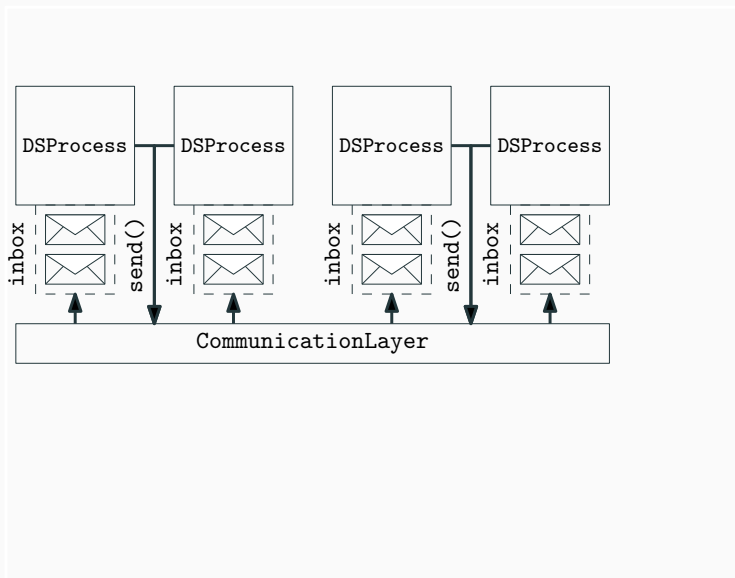 DSProcess
DSProcess
DSProcess
DSProcess
inbox
send()
inbox
inbox
send()
inbox
CommunicationLayer